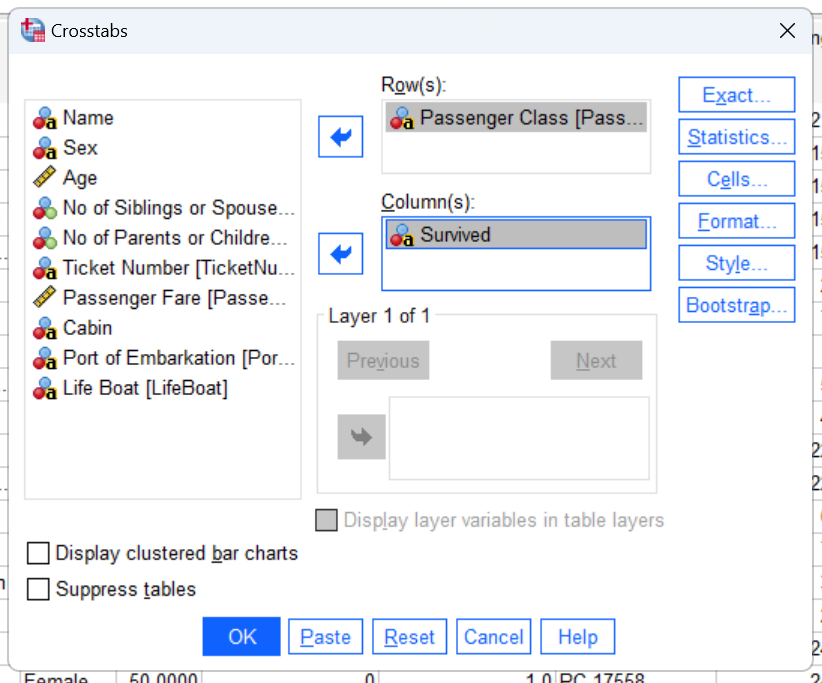 Crosstabs
Name
Sex
Age
No of Siblings or Spouse...
No of Parents or Childre...
Ticket Number [TicketNu...
Passenger Fare [Passe...
Cabin
Port of Embarkation [Por...
Life Boat [LifeBoat]
Row(s):
Passenger Class [Pass...
Column(s):
Survived
Layer 1 of 1
Previous
Next
Display layer variables in table layers
Exact...
Statistics...
Cells...
Format...
Style...
Bootstrap...
Display clustered bar charts
Suppress tables
OK
Paste
Reset
Cancel
Help
Female 50.0000 0 1.0 PC 17558